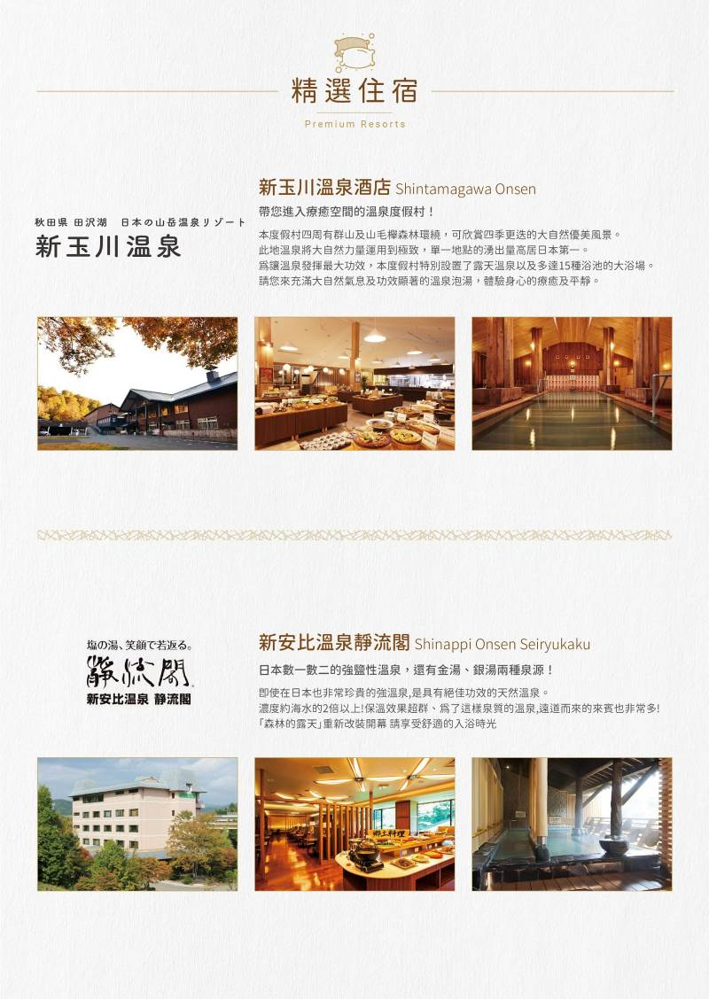 精選住宿
Premium Resorts
新玉川溫泉酒店 Shintamagawa Onsen
帶您進入療癒空間的溫泉度假村！
秋田県 田沢湖　日本の山岳温泉リゾート
新玉川温泉
本度假村四周有群山及山毛櫸森林環繞，可欣賞四季更迭的大自然優美風景。
此地溫泉將大自然力量運用到極致，單一地點的湧出量高居日本第一。
爲讓溫泉發揮最大功效，本度假村特別設置了露天溫泉以及多達15種浴池的大浴場。
請您來充滿大自然氣息及功效顯著的溫泉泡湯，體驗身心的療癒及平靜。
新安比溫泉靜流閣 Shinappi Onsen Seiryukaku
塩の湯、笑顔で若返る。
静流閣
新安比温泉 静流閣
日本數一數二的強鹽性溫泉，還有金湯、銀湯兩種泉源！
卽使在日本也非常珍貴的強溫泉,是具有絕佳功效的天然溫泉。
濃度約海水的2倍以上!保溫效果超群、爲了這樣泉質的溫泉,遠道而來的來賓也非常多!
「森林的露天」重新改裝開幕 請享受舒適的入浴時光
郷土料理